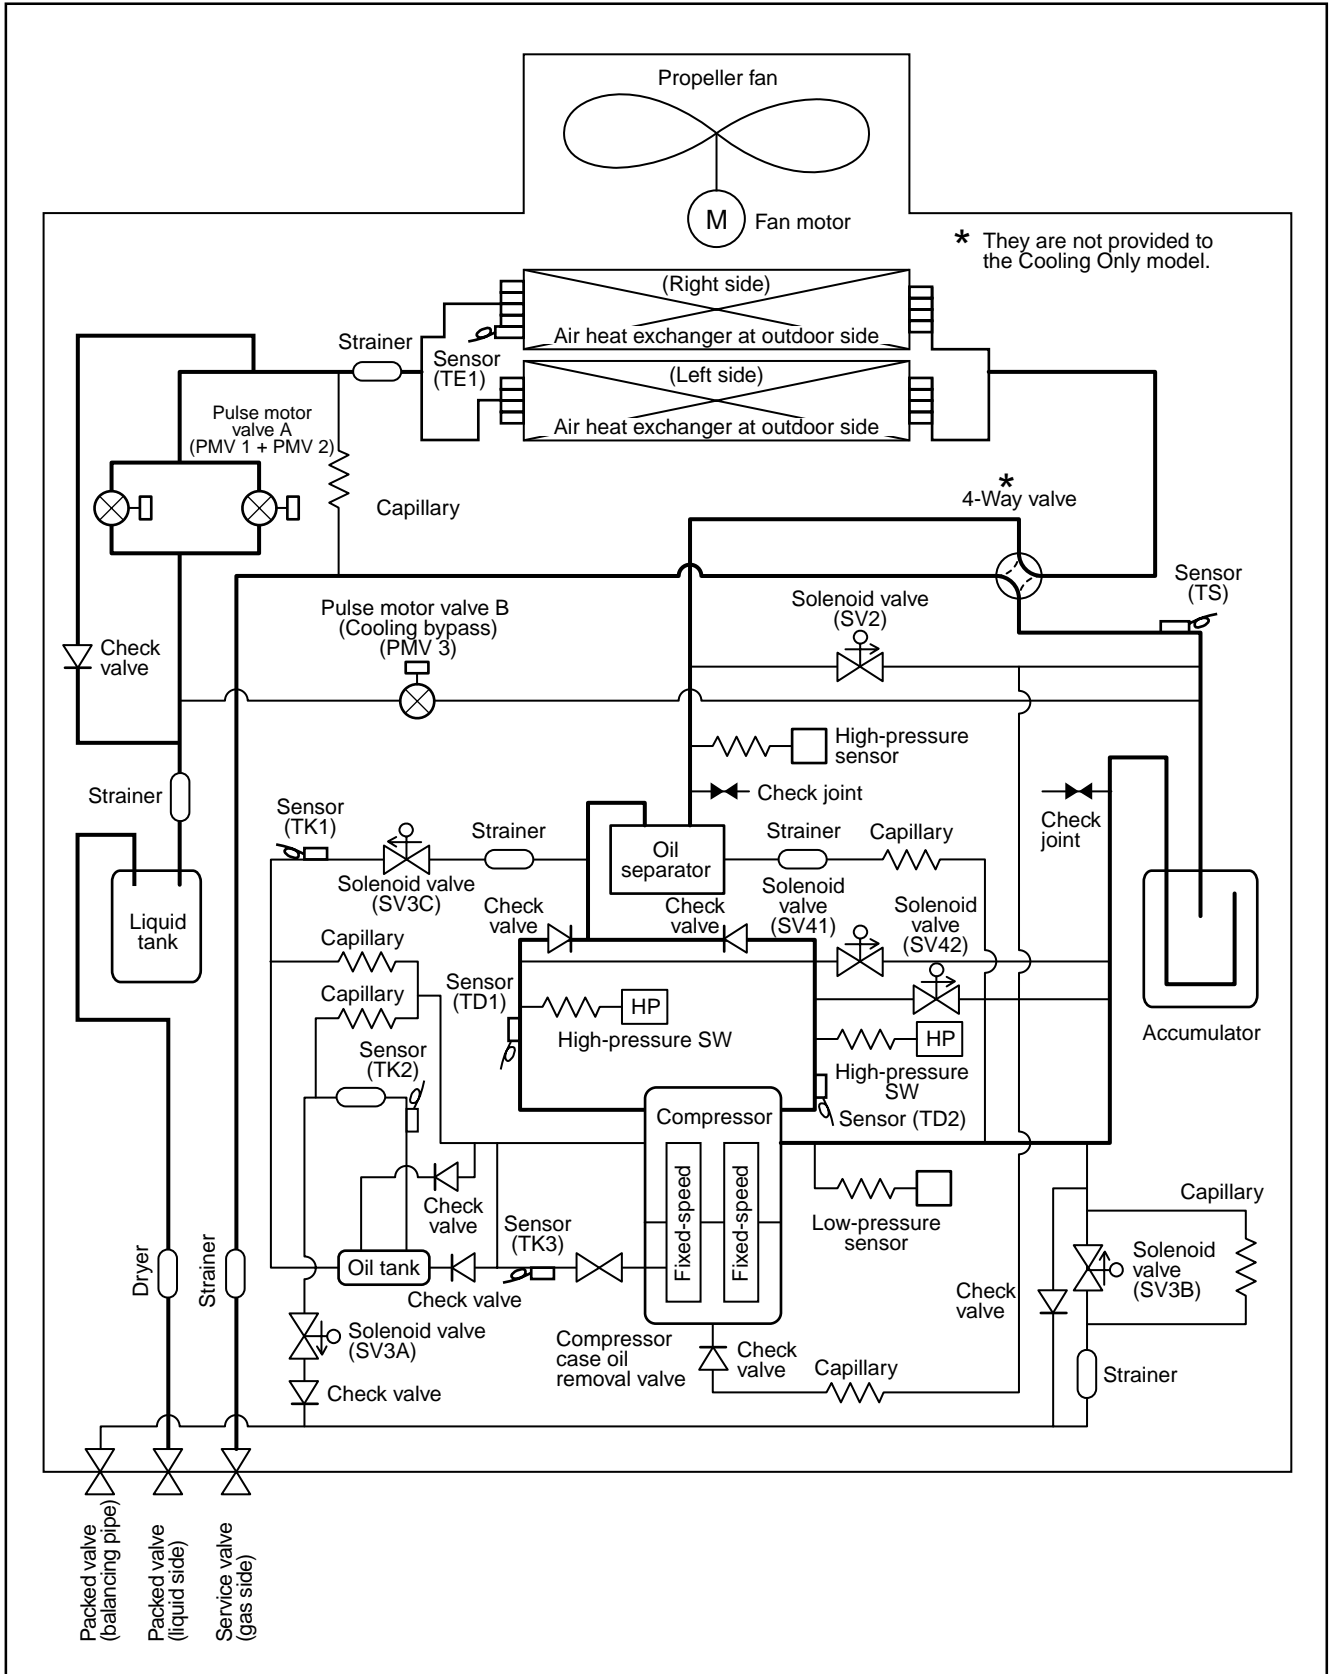 Propeller fan
M
Fan motor
* They are not provided to
the Cooling Only model.
(Right side)
Air heat exchanger at outdoor side
Strainer
Sensor
(TE1)
(Left side)
Air heat exchanger at outdoor side
Pulse motor
valve A
(PMV 1 + PMV 2)
Capillary
*
4-Way valve
Sensor
(TS)
Solenoid valve
(SV2)
Pulse motor valve B
(Cooling bypass)
(PMV 3)
Check
valve
High-pressure
sensor
Strainer
Check joint
Check
joint
Sensor
(TK1)
Strainer
Oil
separator
Strainer
Capillary
Solenoid valve
(SV3C)
Solenoid
valve
(SV41)
Solenoid
valve
(SV42)
Check
valve
Check
valve
Liquid
tank
Capillary
Capillary
Sensor
(TD1)
HP
High-pressure SW
HP
High-pressure
SW
Accumulator
Sensor
(TK2)
Compressor
Sensor (TD2)
Check
valve
Fixed-speed
Fixed-speed
Low-pressure
sensor
Capillary
Sensor
(TK3)
Oil tank
Check valve
Dryer
Strainer
Solenoid
valve
(SV3B)
Check
valve
Solenoid valve
(SV3A)
Compressor
case oil
removal valve
Check
valve
Capillary
Strainer
Check valve
Packed valve
(balancing pipe)
Packed valve
(liquid side)
Service valve
(gas side)